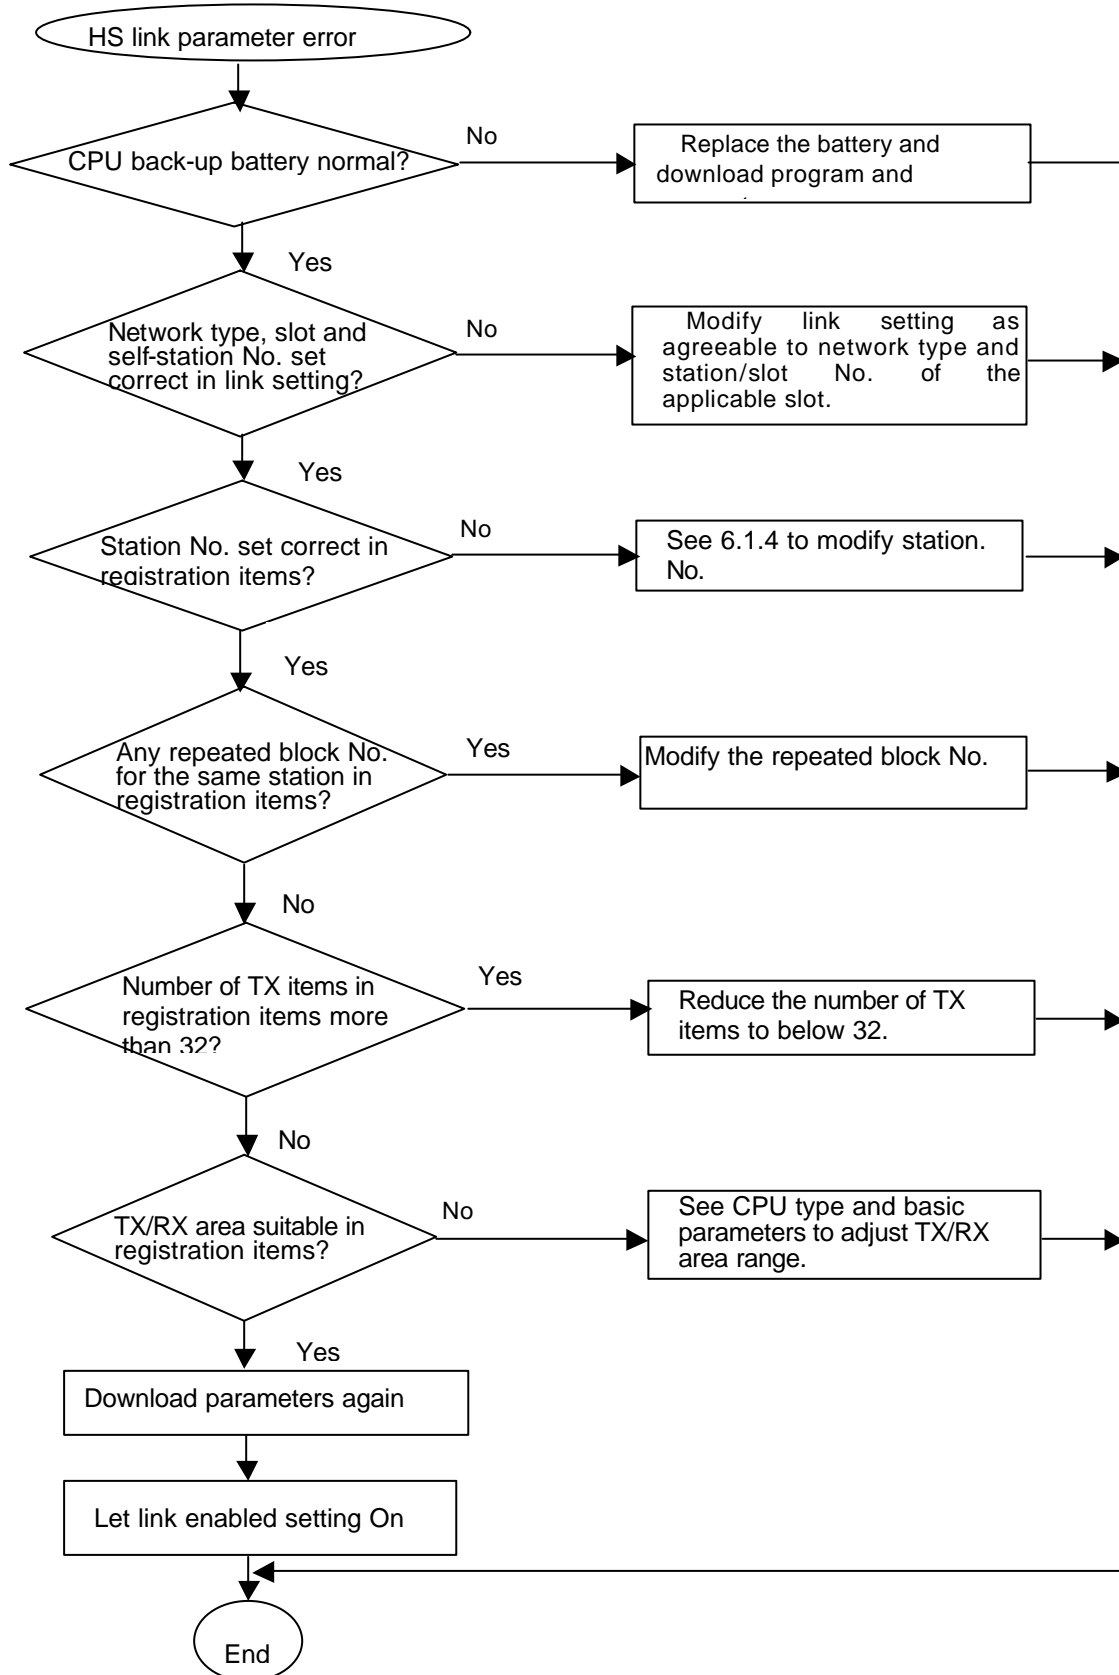 HS link parameter error
CPU back-up battery normal?
No
Replace the battery and
download program and
Yes
Network type, slot and
self-station No. set
correct in link setting?
No
Modify link setting as
agreeable to network type and
station/slot No. of the
applicable slot.
Yes
Station No. set correct in
registration items?
No
See 6.1.4 to modify station.
No.
Yes
Any repeated block No.
for the same station in
registration items?
Yes
Modify the repeated block No.
No
Number of TX items in
registration items more
than 32?
Yes
Reduce the number of TX
items to below 32.
No
TX/RX area suitable in
registration items?
No
See CPU type and basic
parameters to adjust TX/RX
area range.
Yes
Download parameters again
Let link enabled setting On
End